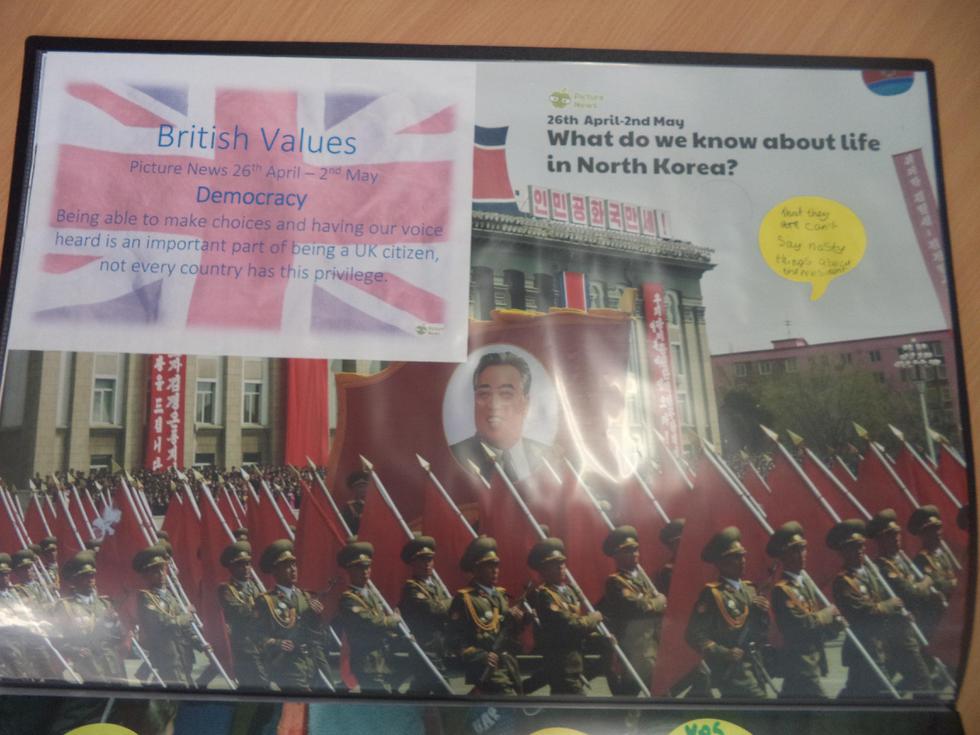 British Values
Picture News 26th April – 2nd May
Democracy
Being able to make choices and having our voice
heard is an important part of being a UK citizen,
not every country has this privilege.
Picture
News
Picture
News
26th April-2nd May
What do we know about life
in North Korea?
인민공화국만세!
that they
are can't
Say nasty
things about
the president